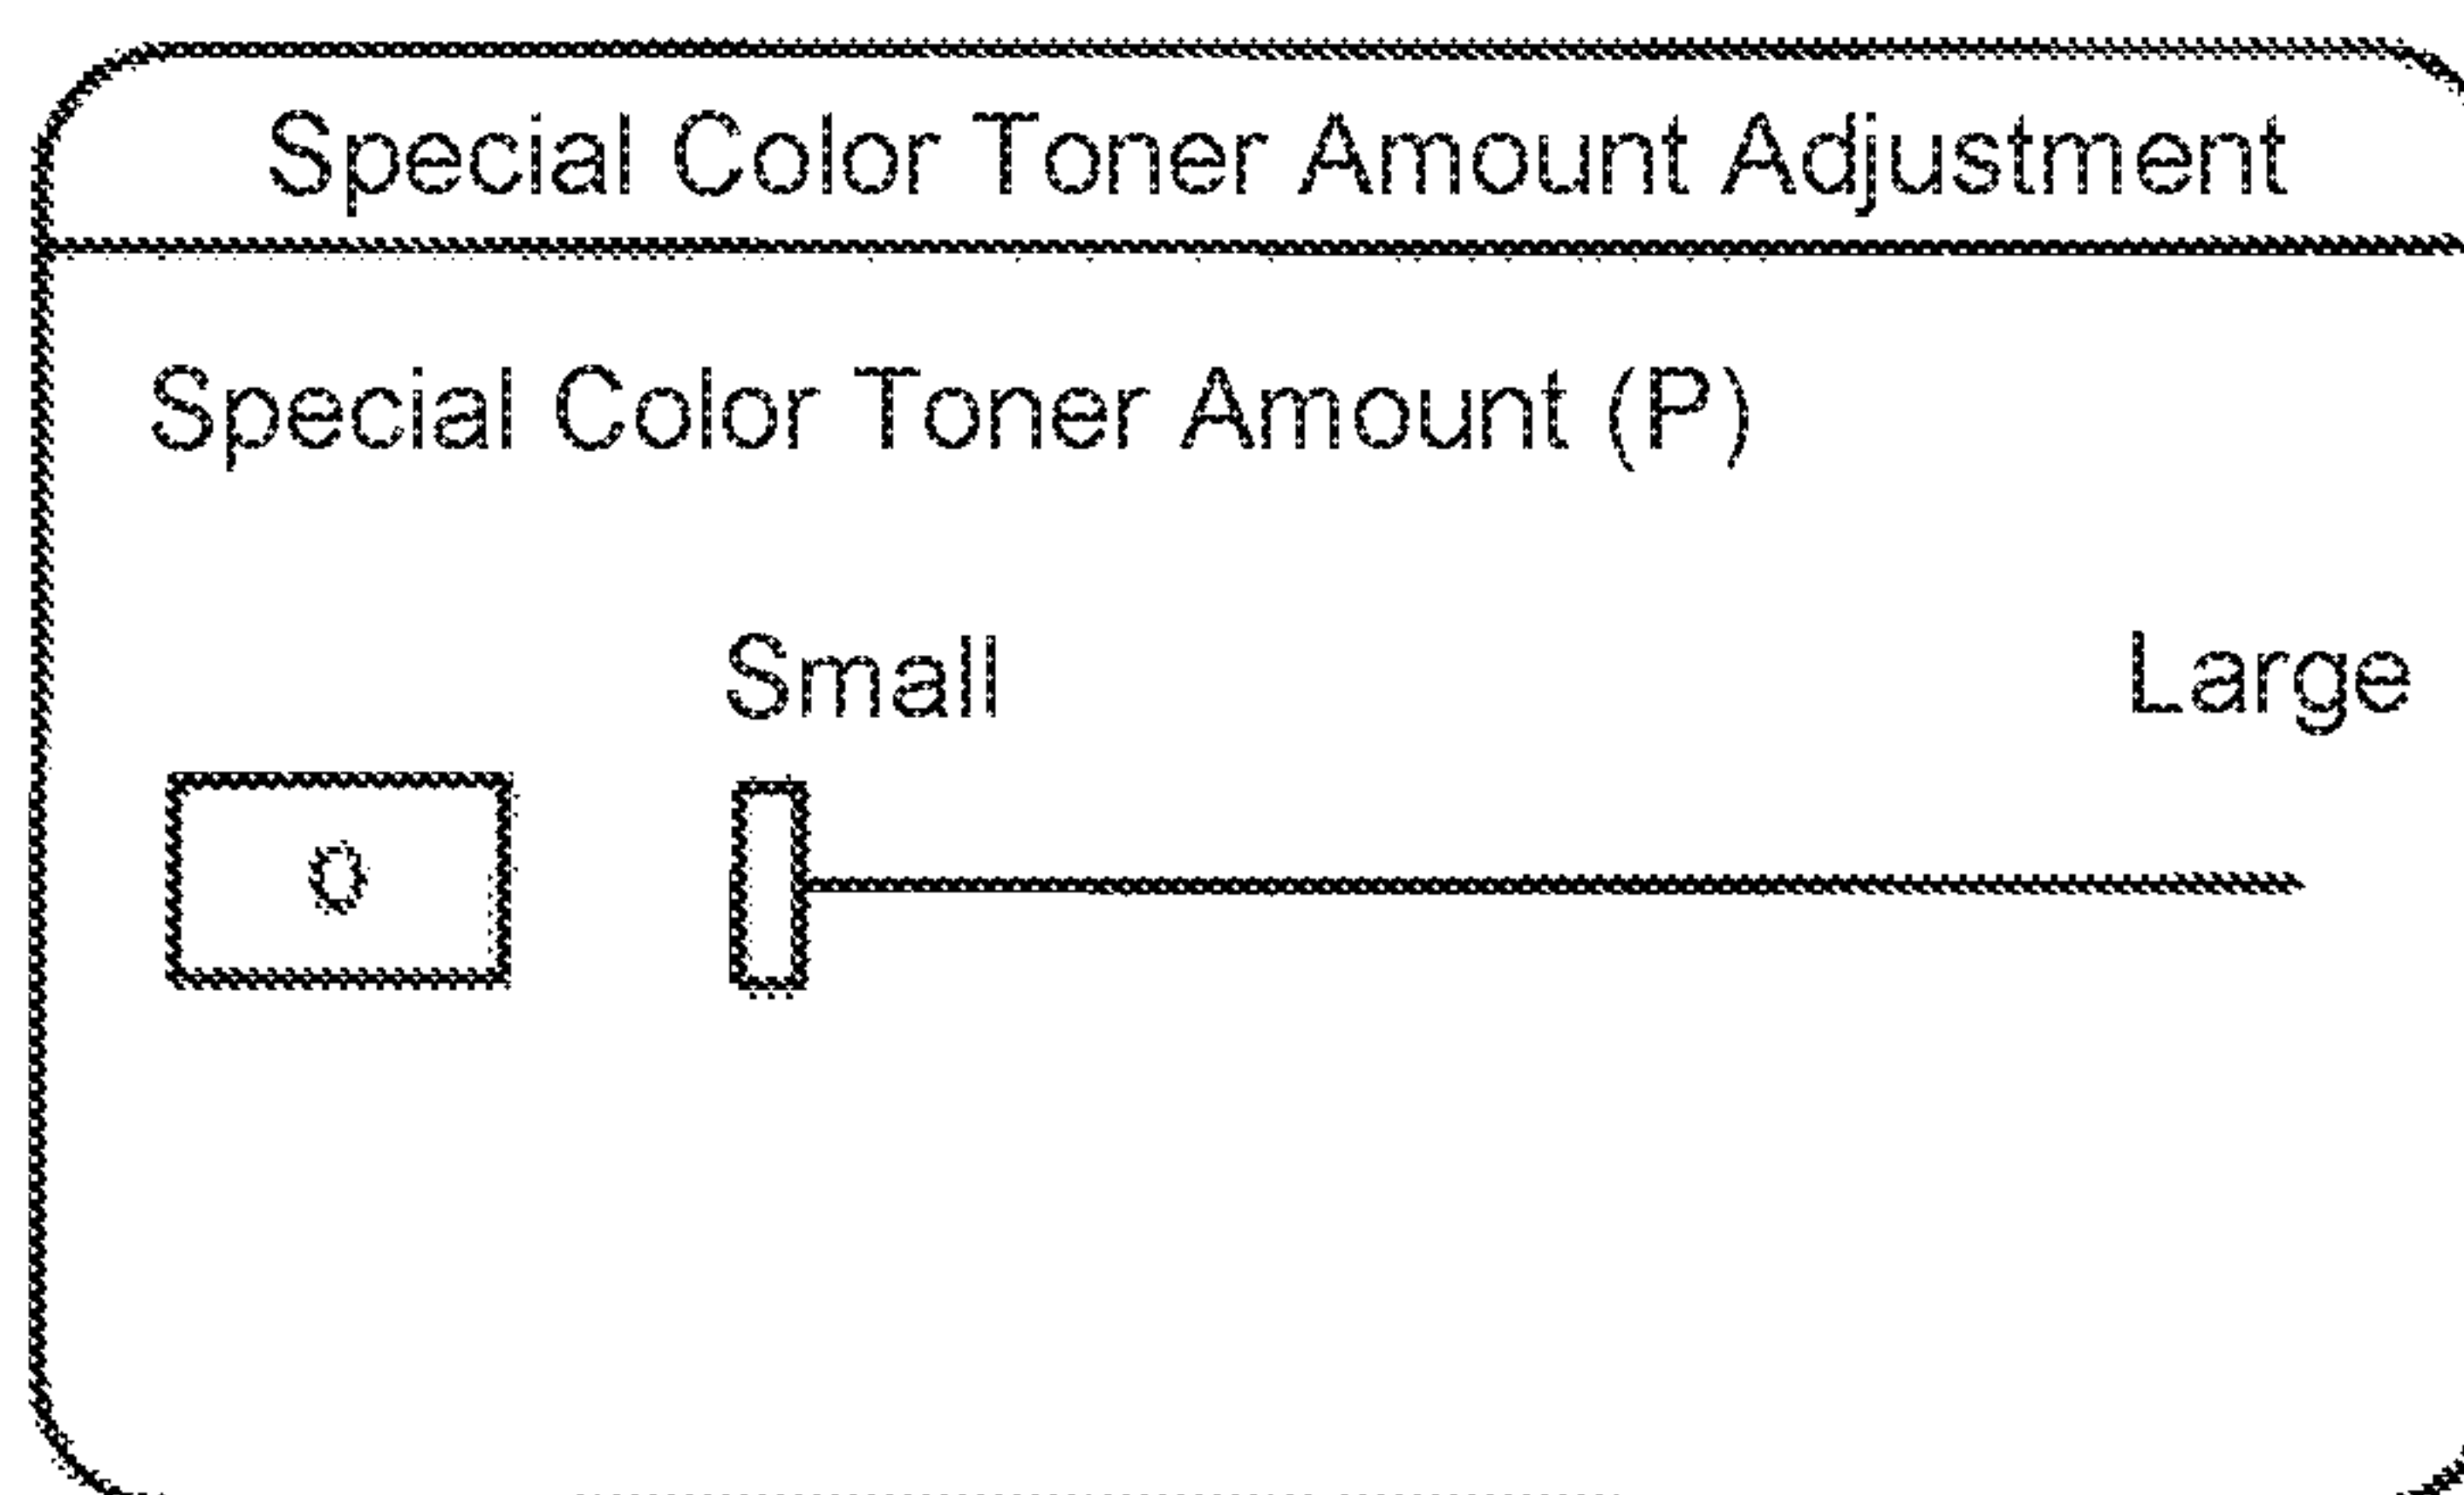 Special Color Toner Amount Adjustment
Special Color Toner Amount (P)
Small Large
0